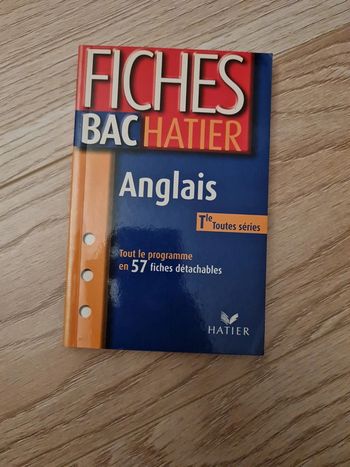 FICHES
BAC HATIER
Anglais
Tle Toutes séries
Tout le programme
en 57 fiches détachables
HATIER